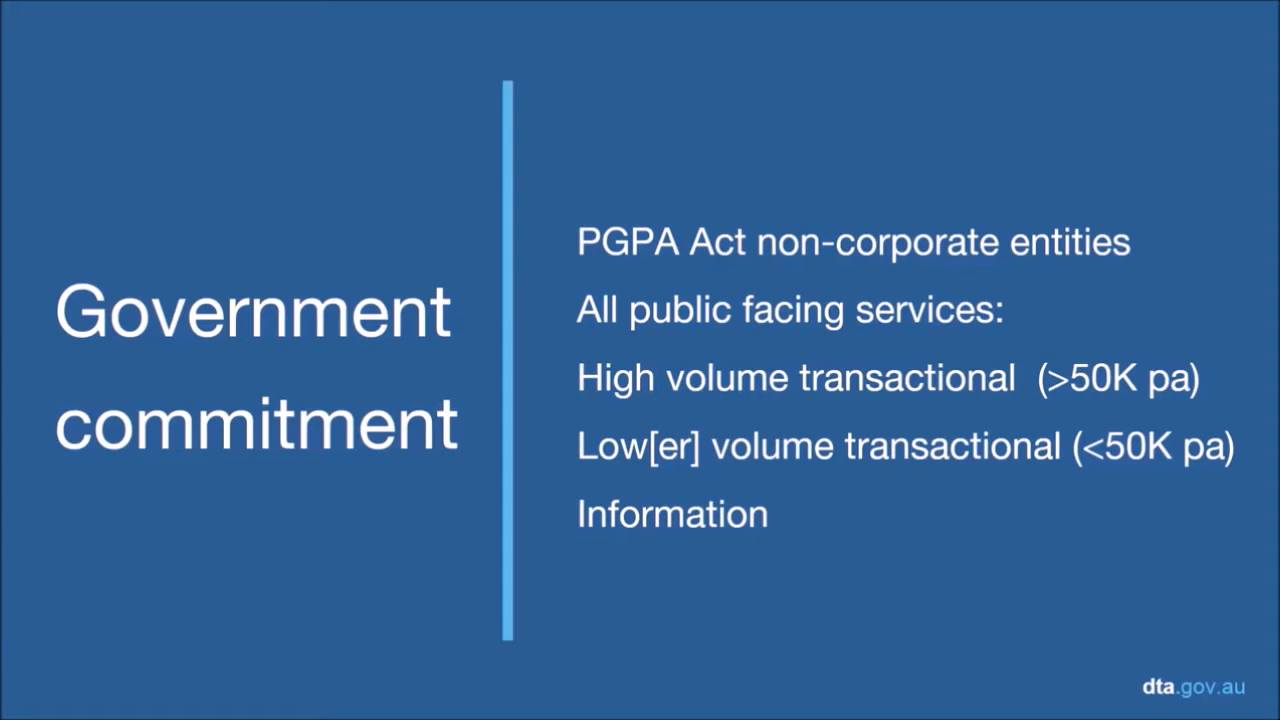 Government
commitment
PGPA Act non-corporate entities
All public facing services:
High volume transactional  (>50K pa)
Low[er] volume transactional (<50K pa)
Information
dta.gov.au